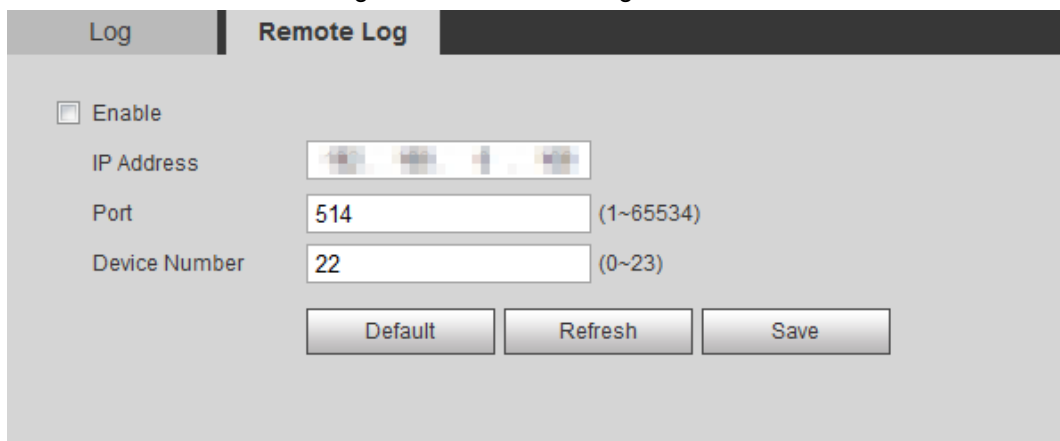 Log Remote Log
Enable
IP Address
Port 514 (1~65534)
Device Number 22 (0~23)
Default Refresh Save